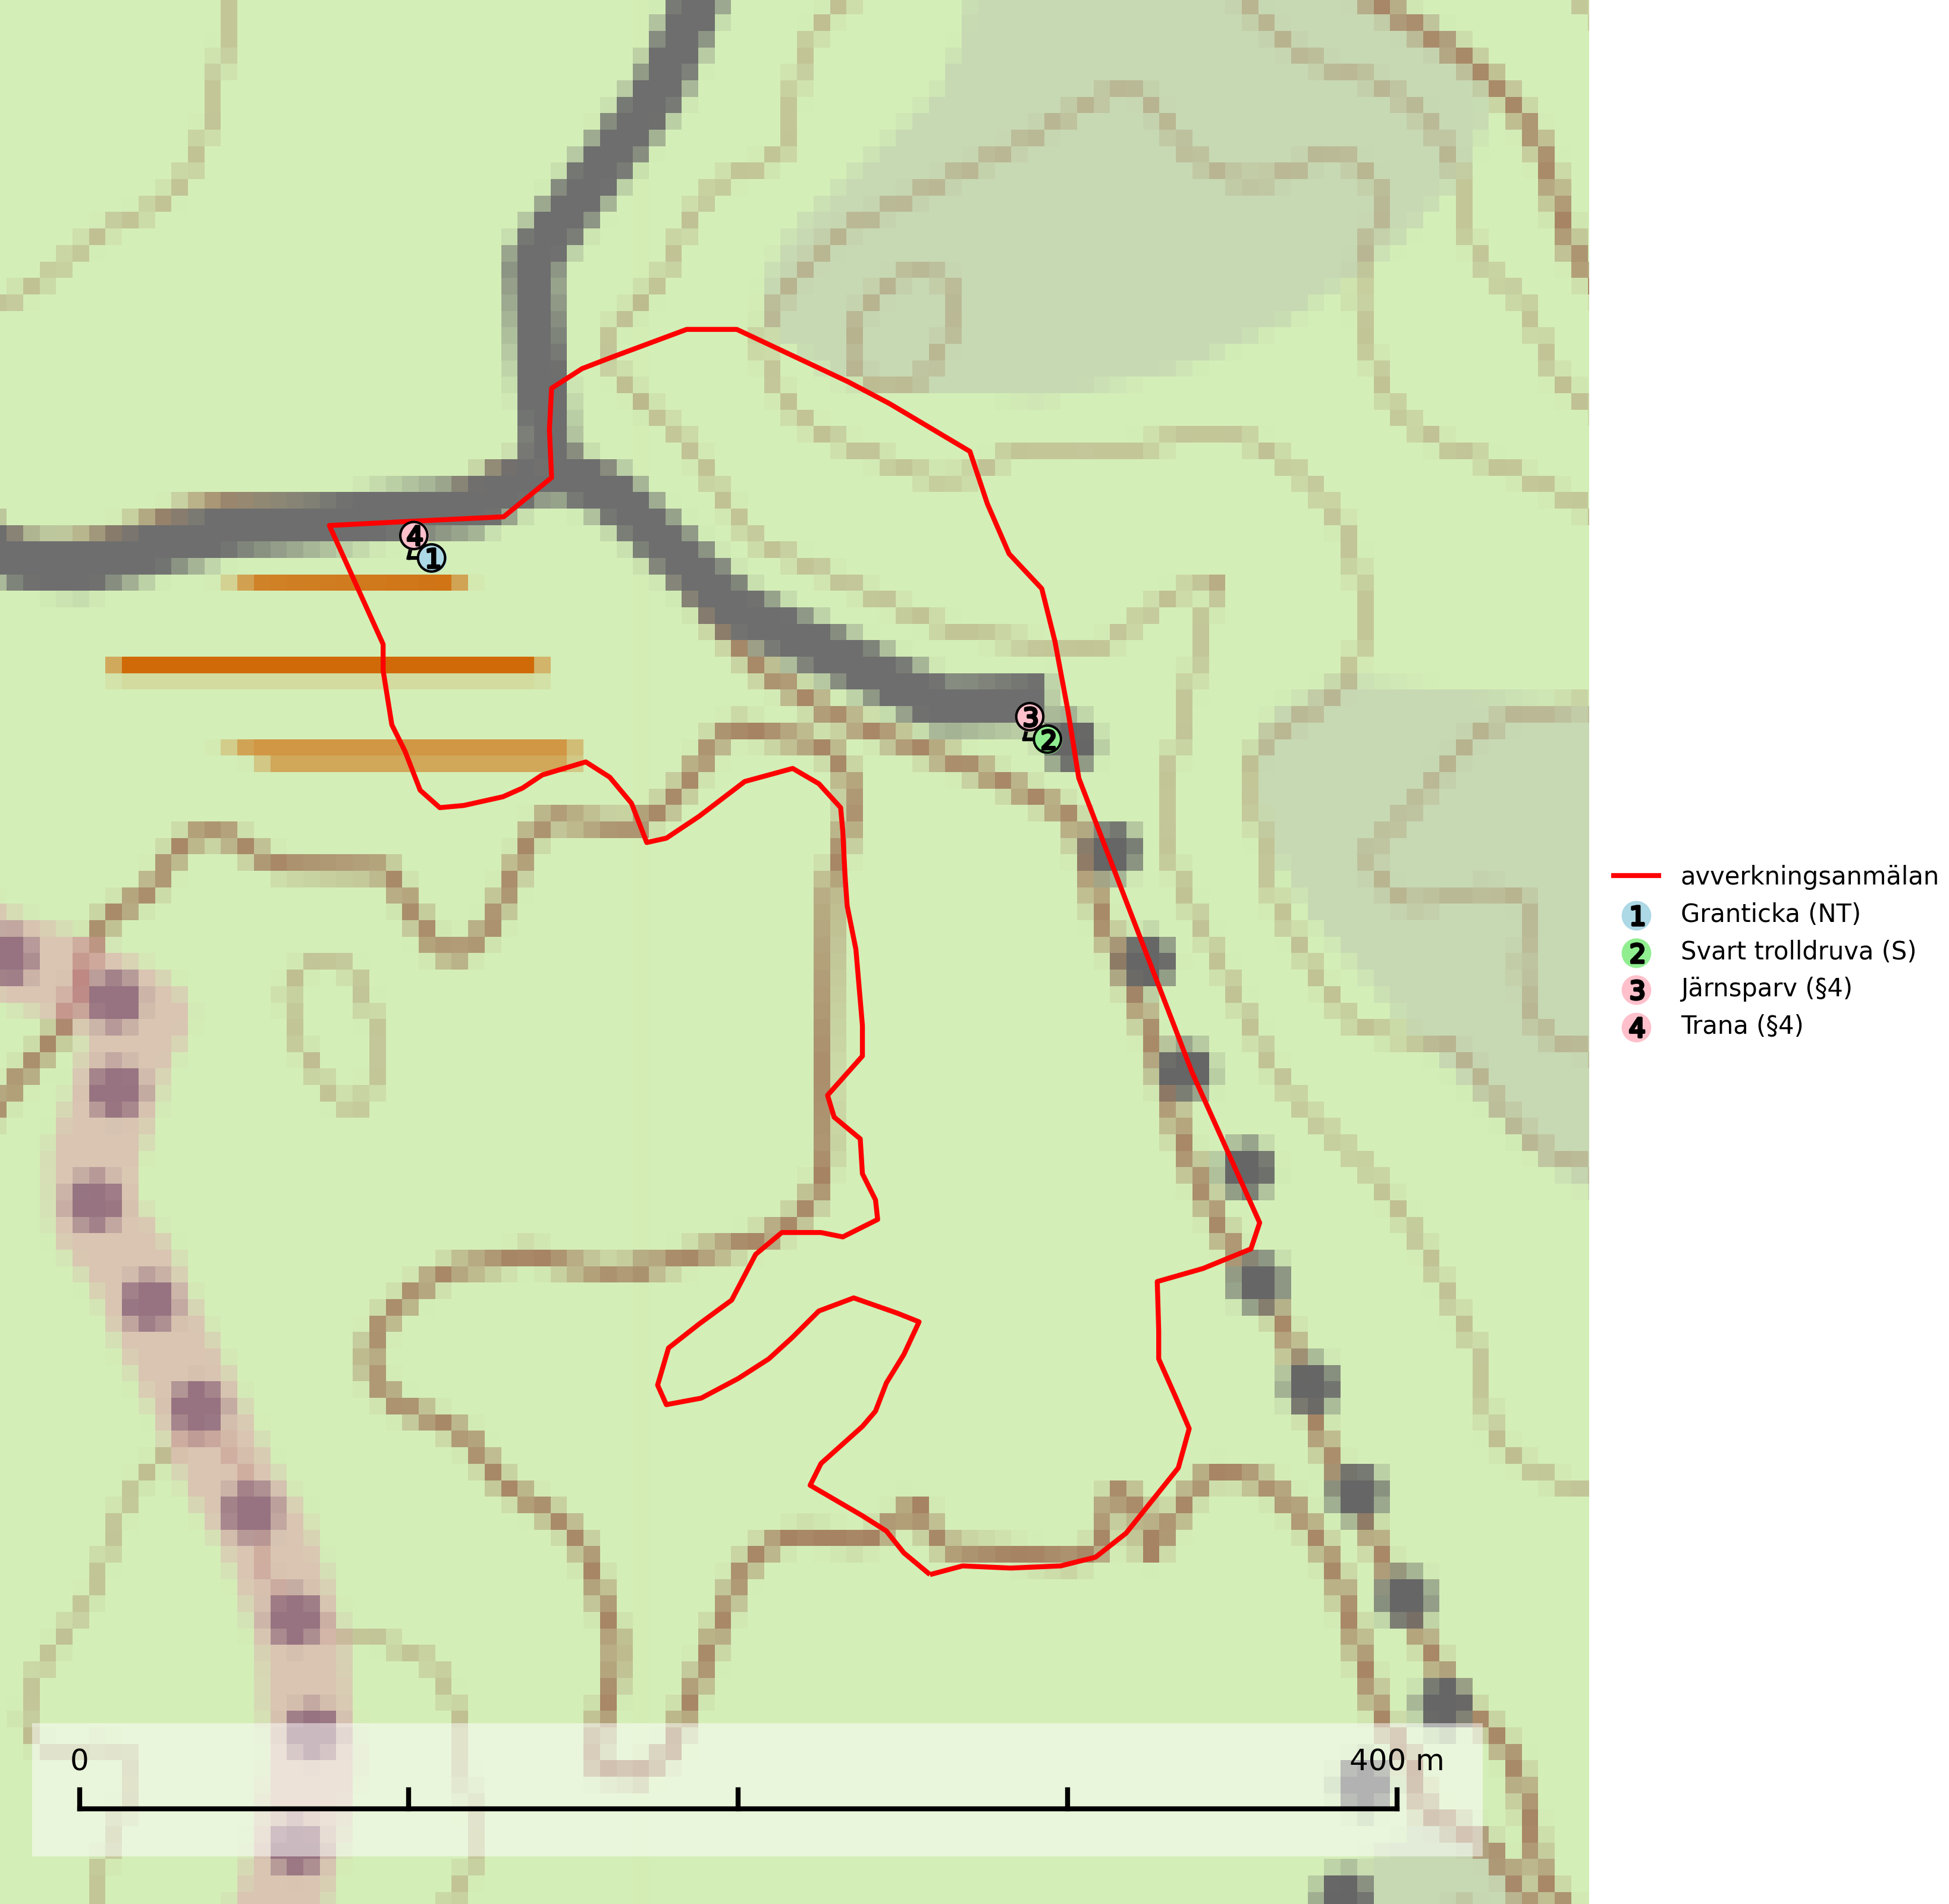 4
1
3
2
avverkningsanmälan
1 Granticka (NT)
2 Svart trolldruva (S)
3 Järnsparv (§4)
4 Trana (§4)
0 400 m